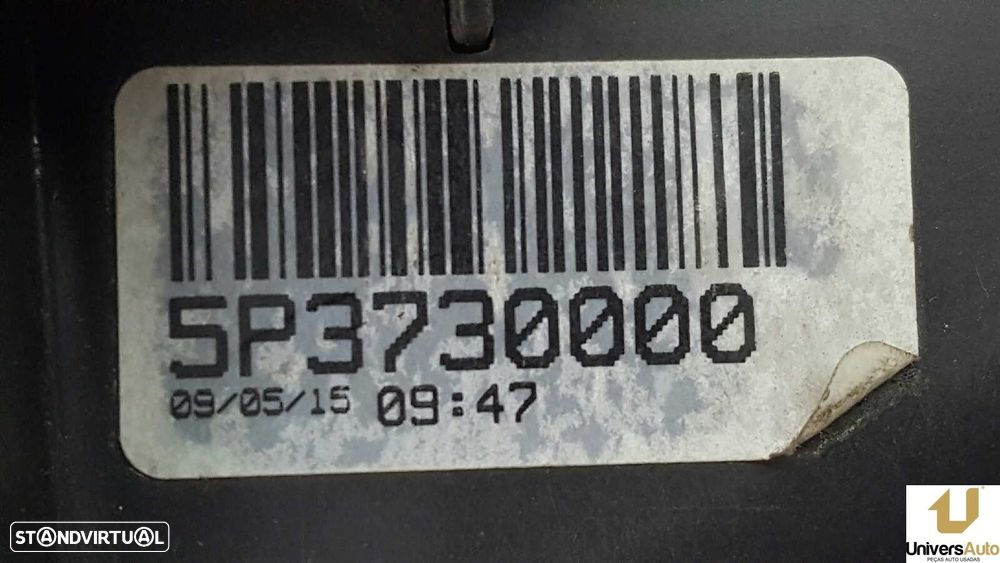 5P3730000
09/05/15 09:47
STANDVIRTUAL
UniversAuto
PEÇAS AUTO USADAS